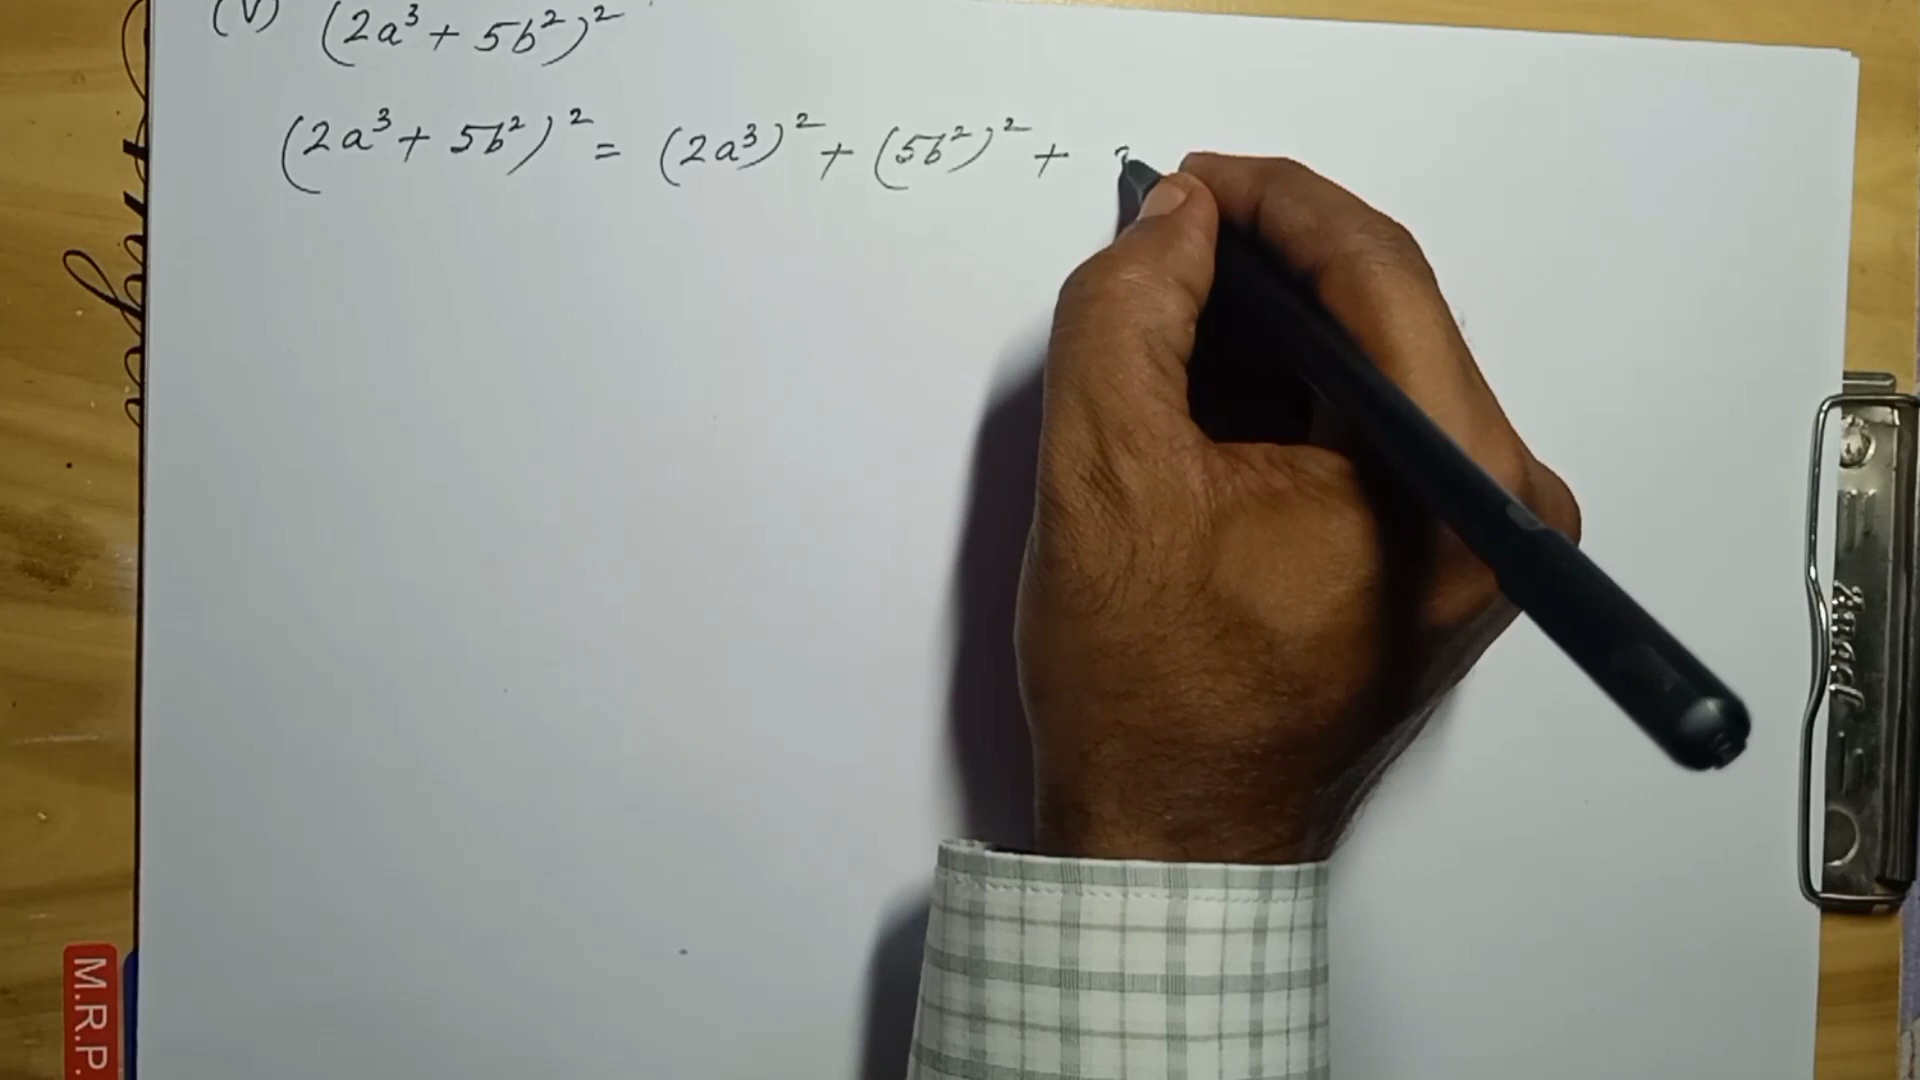 (V) (2a³ + 5b²)²
(2a³ + 5b²)² = (2a³)² + (5b²)² +
M.R.P.